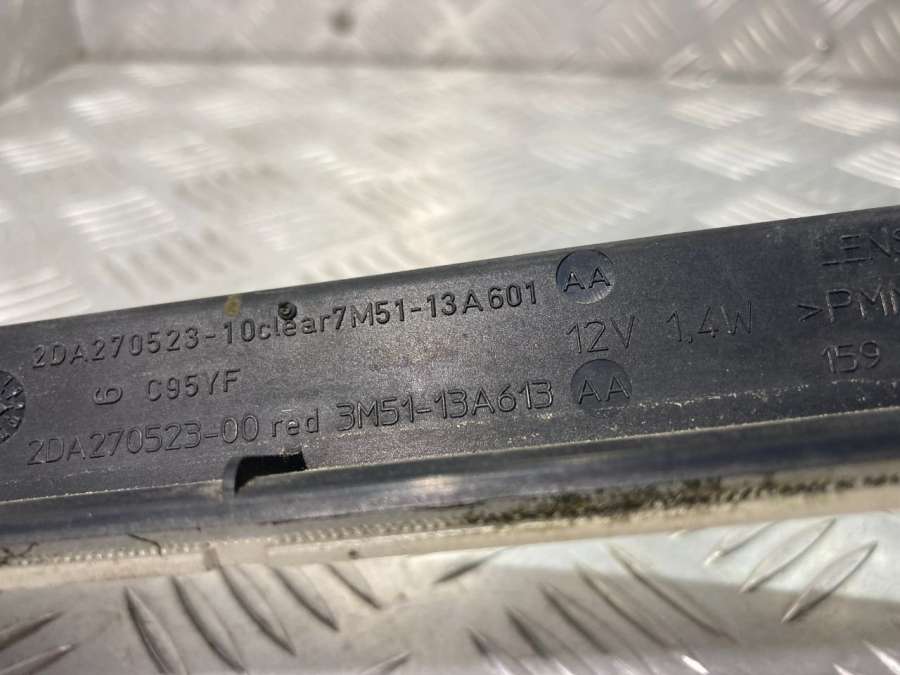 2DA270523-10clear7M51-13A601 AA
6 C95YF
2DA270523-00 red 3M51-13A613 AA
12V 1,4W
LENS
>PMM
159